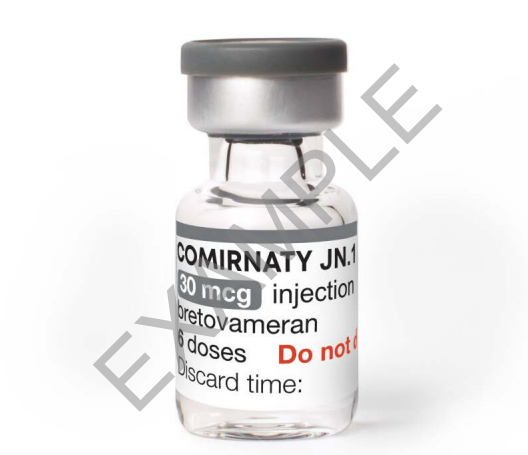 COMIRNATY JN.1
30 mcg injection
bretovameran
6 doses Do not
Discard time:
EXAMPLE